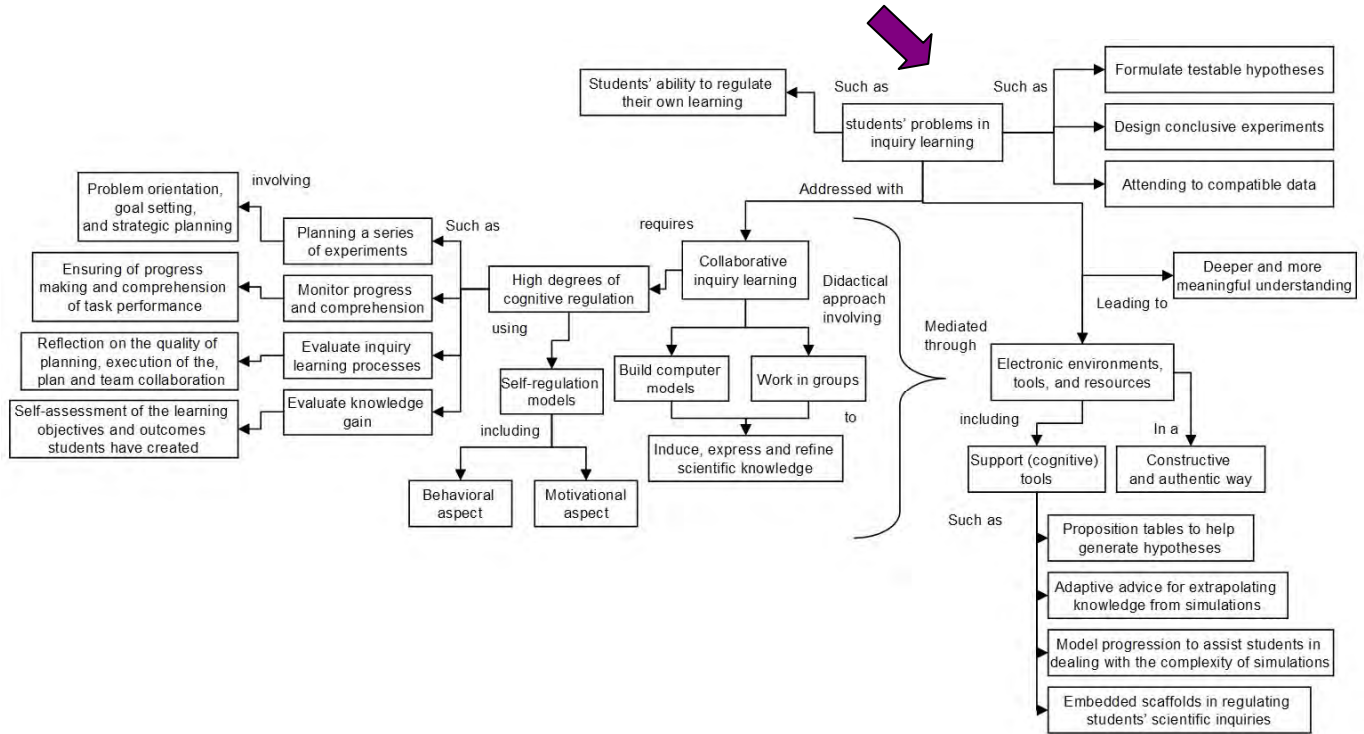 Such as
Such as
Students' ability to regulate
their own learning
students' problems in
inquiry learning
Formulate testable hypotheses
Design conclusive experiments
Attending to compatible data
Addressed with
involving
Problem orientation,
goal setting,
and strategic planning
Planning a series
of experiments
Such as
requires
Collaborative
inquiry learning
High degrees of
cognitive regulation
Ensuring of progress
making and comprehension
of task performance
Monitor progress
and comprehension
using
Didactical
approach
involving
Mediated
through
Deeper and more
meaningful understanding
Leading to
Reflection on the quality of
planning, execution of the,
plan and team collaboration
Evaluate inquiry
learning processes
Self-regulation
models
Build computer
models
Work in groups
Electronic environments,
tools, and resources
Self-assessment of the learning
objectives and outcomes
students have created
Evaluate knowledge
gain
including
to
including
In a
Induce, express and refine
scientific knowledge
Support (cognitive)
tools
Constructive
and authentic way
Behavioral
aspect
Motivational
aspect
Such as
Proposition tables to help
generate hypotheses
Adaptive advice for extrapolating
knowledge from simulations
Model progression to assist students in
dealing with the complexity of simulations
Embedded scaffolds in regulating
students' scientific inquiries